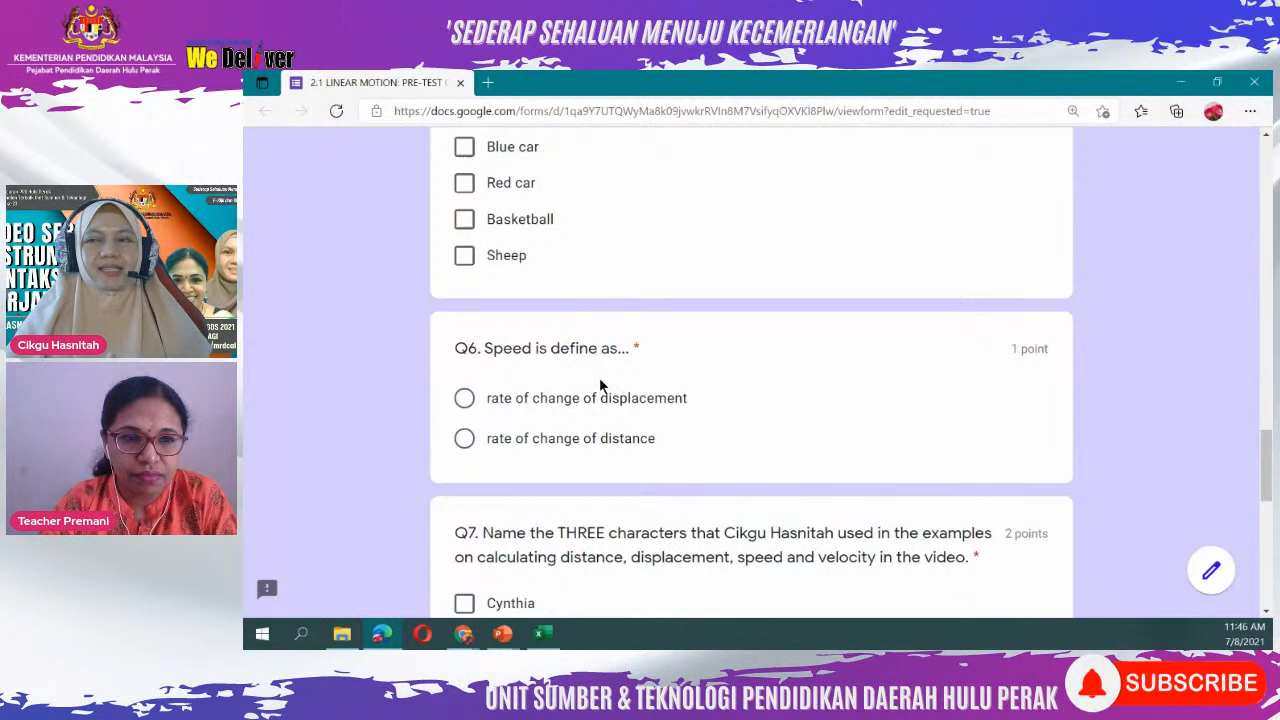 'SEDERAP SEHALUAN MENUJU KECEMERLANGAN'
KEMENTERIAN PENDIDIKAN MALAYSIA
Pejabat Pendidikan Daerah Hulu Perak
We Deliver
2.1 LINEAR MOTION: PRE-TEST
https://docs.google.com/forms/d/1qa9Y7UTQWyMa8k09jvwkrRVIn8M7VsifyqOXVKl8Plw/viewform?edit_requested=true
Blue car
Red car
Basketball
Sheep
Q6. Speed is define as... *
1 point
rate of change of displacement
rate of change of distance
Q7. Name the THREE characters that Cikgu Hasnitah used in the examples
2 points
on calculating distance, displacement, speed and velocity in the video. *
Cynthia
Cikgu Hasnitah
Teacher Premani
11:46 AM
7/8/2021
UNIT SUMBER & TEKNOLOGI PENDIDIKAN DAERAH HULU PERAK
SUBSCRIBE